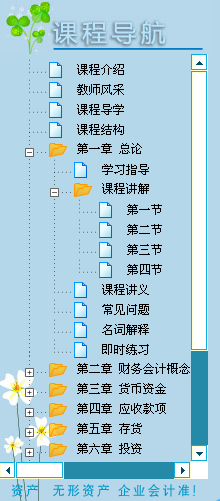 课程导航
课程介绍
教师风采
课程导学
课程结构
第一章 总论
学习指导
课程讲解
第一节
第二节
第三节
第四节
课程讲义
常见问题
名词解释
即时练习
第二章 财务会计概念
第三章 货币资金
第四章 应收款项
第五章 存货
第六章 投资
资产 无形资产 企业会计准!